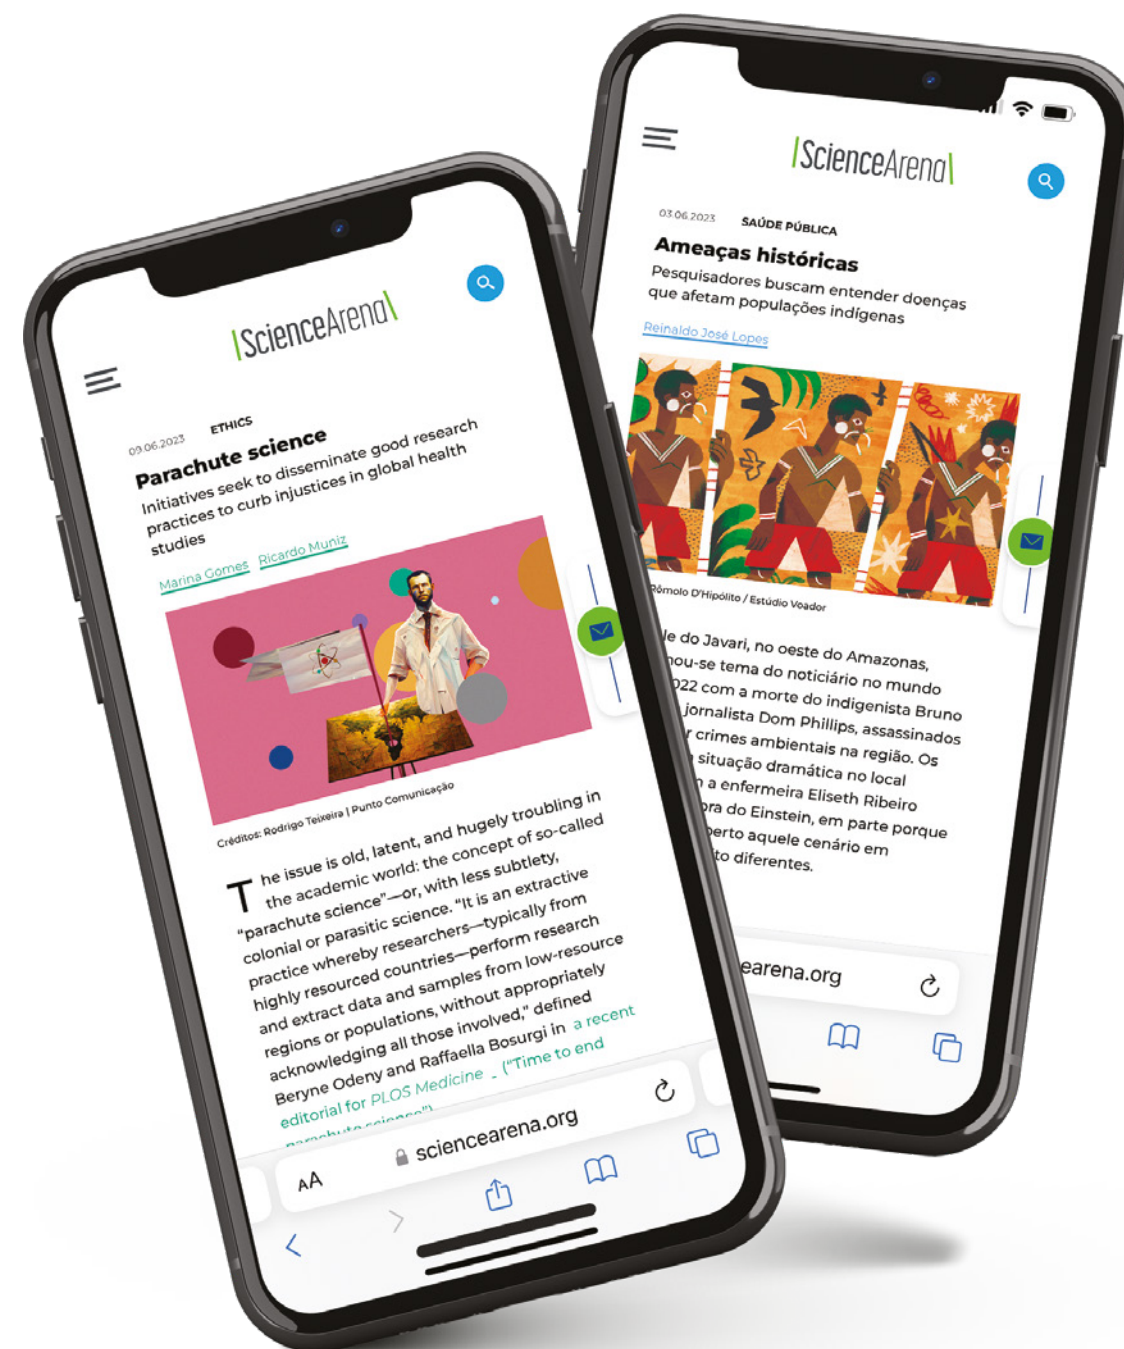 |ScienceArena|
09.06.2023 ETHICS
Parachute science
Initiatives seek to disseminate good research
practices to curb injustices in global health
studies
Marina Gomes Ricardo Muniz
Créditos: Rodrigo Teixeira | Punto Comunicação
The issue is old, latent, and hugely troubling in
the academic world: the concept of so-called
“parachute science”—or, with less subtlety,
colonial or parasitic science. “It is an extractive
practice whereby researchers—typically from
highly resourced countries—perform research
and extract data and samples from low-resource
regions or populations, without appropriately
acknowledging all those involved,” defined
Beryne Odeny and Raffaella Bosurgi in a recent
editorial for PLOS Medicine (“Time to end
parachute science”)
AA sciencearena.org
|ScienceArena|
03.06.2023 SAÚDE PÚBLICA
Ameaças históricas
Pesquisadores buscam entender doenças
que afetam populações indígenas
Reinaldo José Lopes
Rômolo D’Hipólito / Estúdio Voador
le do Javari, no oeste do Amazonas,
nou-se tema do noticiário no mundo
022 com a morte do indigenista Bruno
jornalista Dom Phillips, assassinados
r crimes ambientais na região. Os
situação dramática no local
a enfermeira Eliseth Ribeiro
ora do Einstein, em parte porque
perto aquele cenário em
ito diferentes.
earena.org